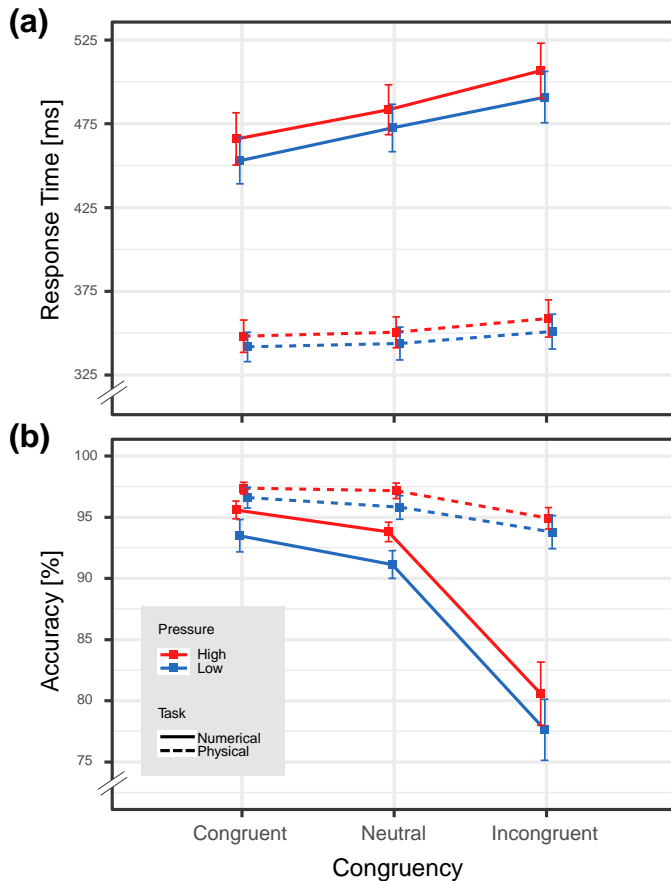 (a)
525
475
425
375
325
Response Time [ms]
(b)
100
95
90
85
80
75
Accuracy [%]
Pressure
High
Low
Task
Numerical
Physical
Congruent Neutral Incongruent
Congruency